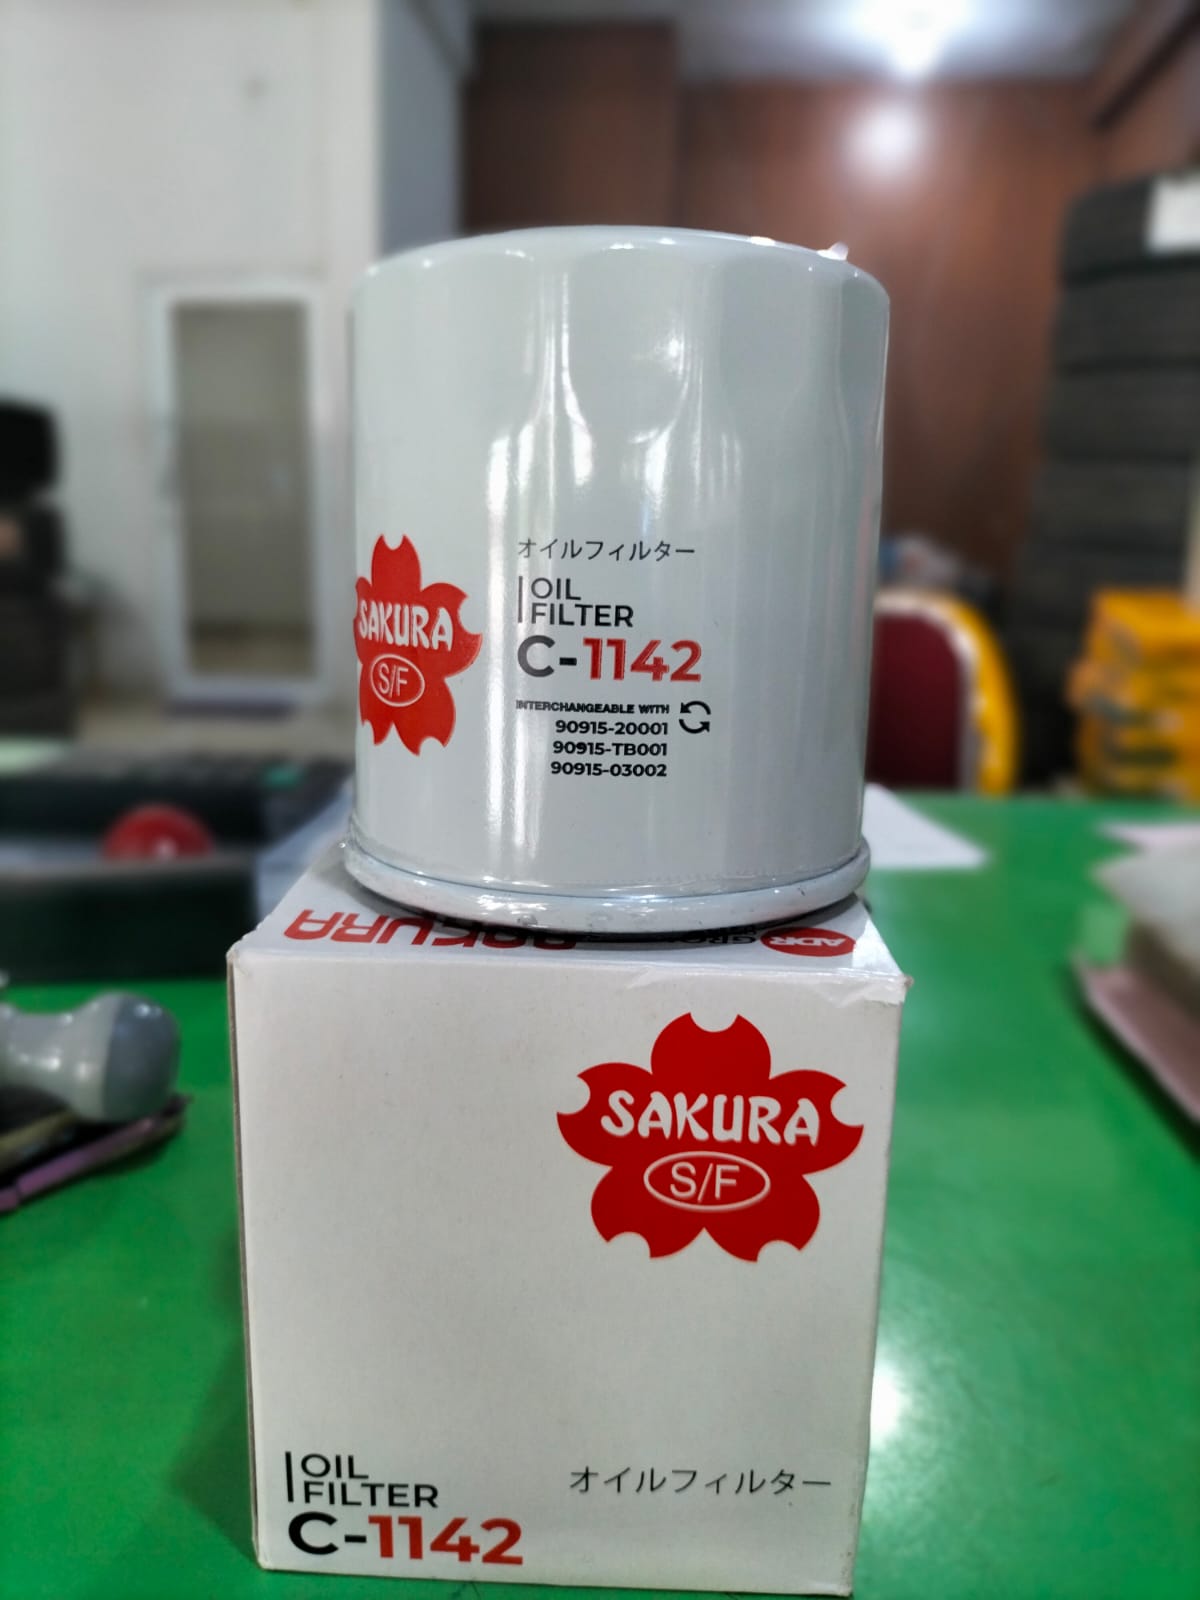 オイルフィルター
OIL
FILTER
C-1142
SAKURA
S/F
INTERCHANGEABLE WITH
90915-20001
90915-TB001
90915-03002
SAKURA
ADR
SAKURA
S/F
OIL
FILTER
C-1142
オイルフィルター